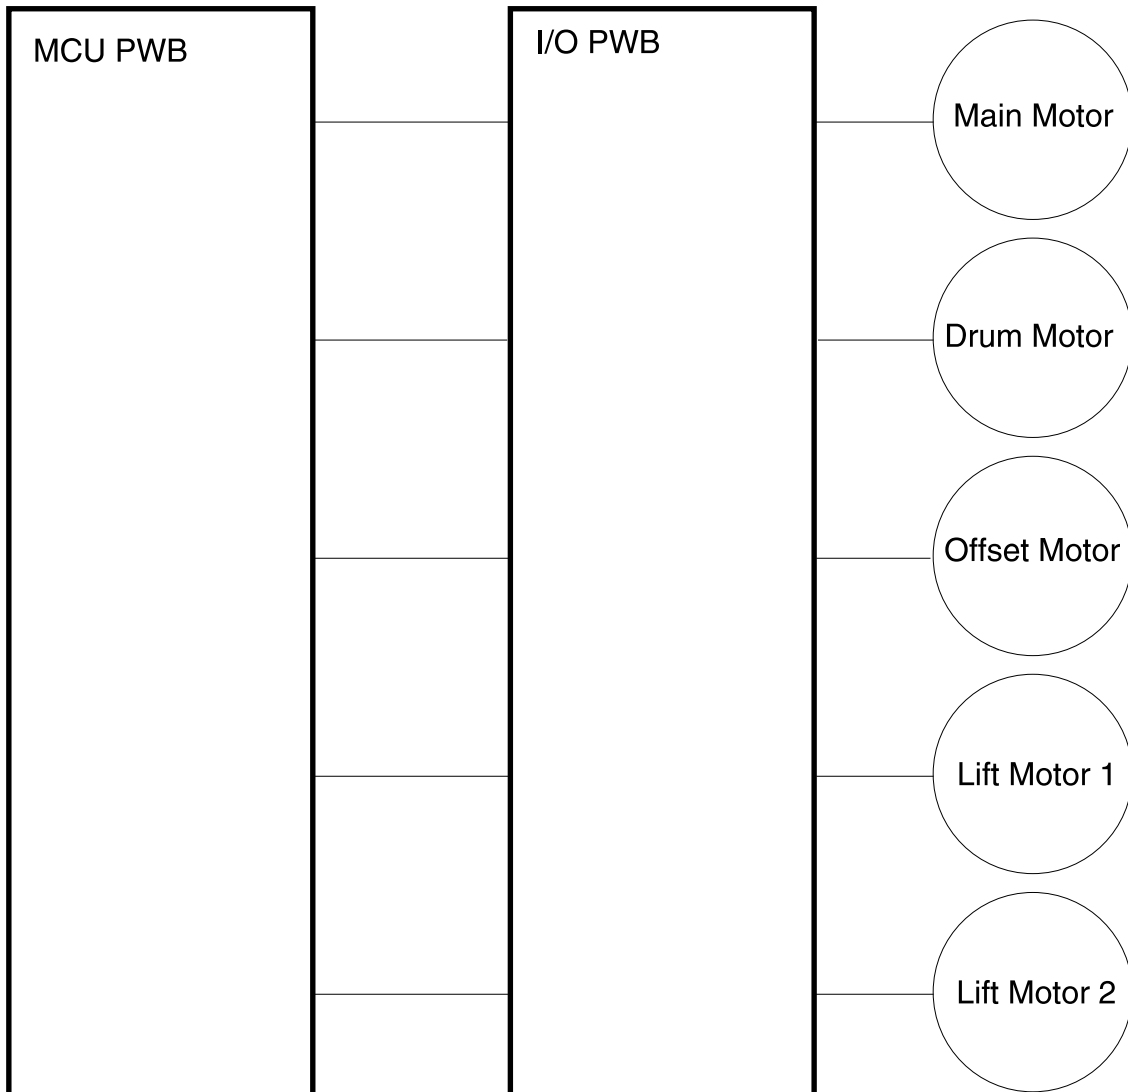 MCU PWB
I/O PWB
Main Motor
Drum Motor
Offset Motor
Lift Motor 1
Lift Motor 2